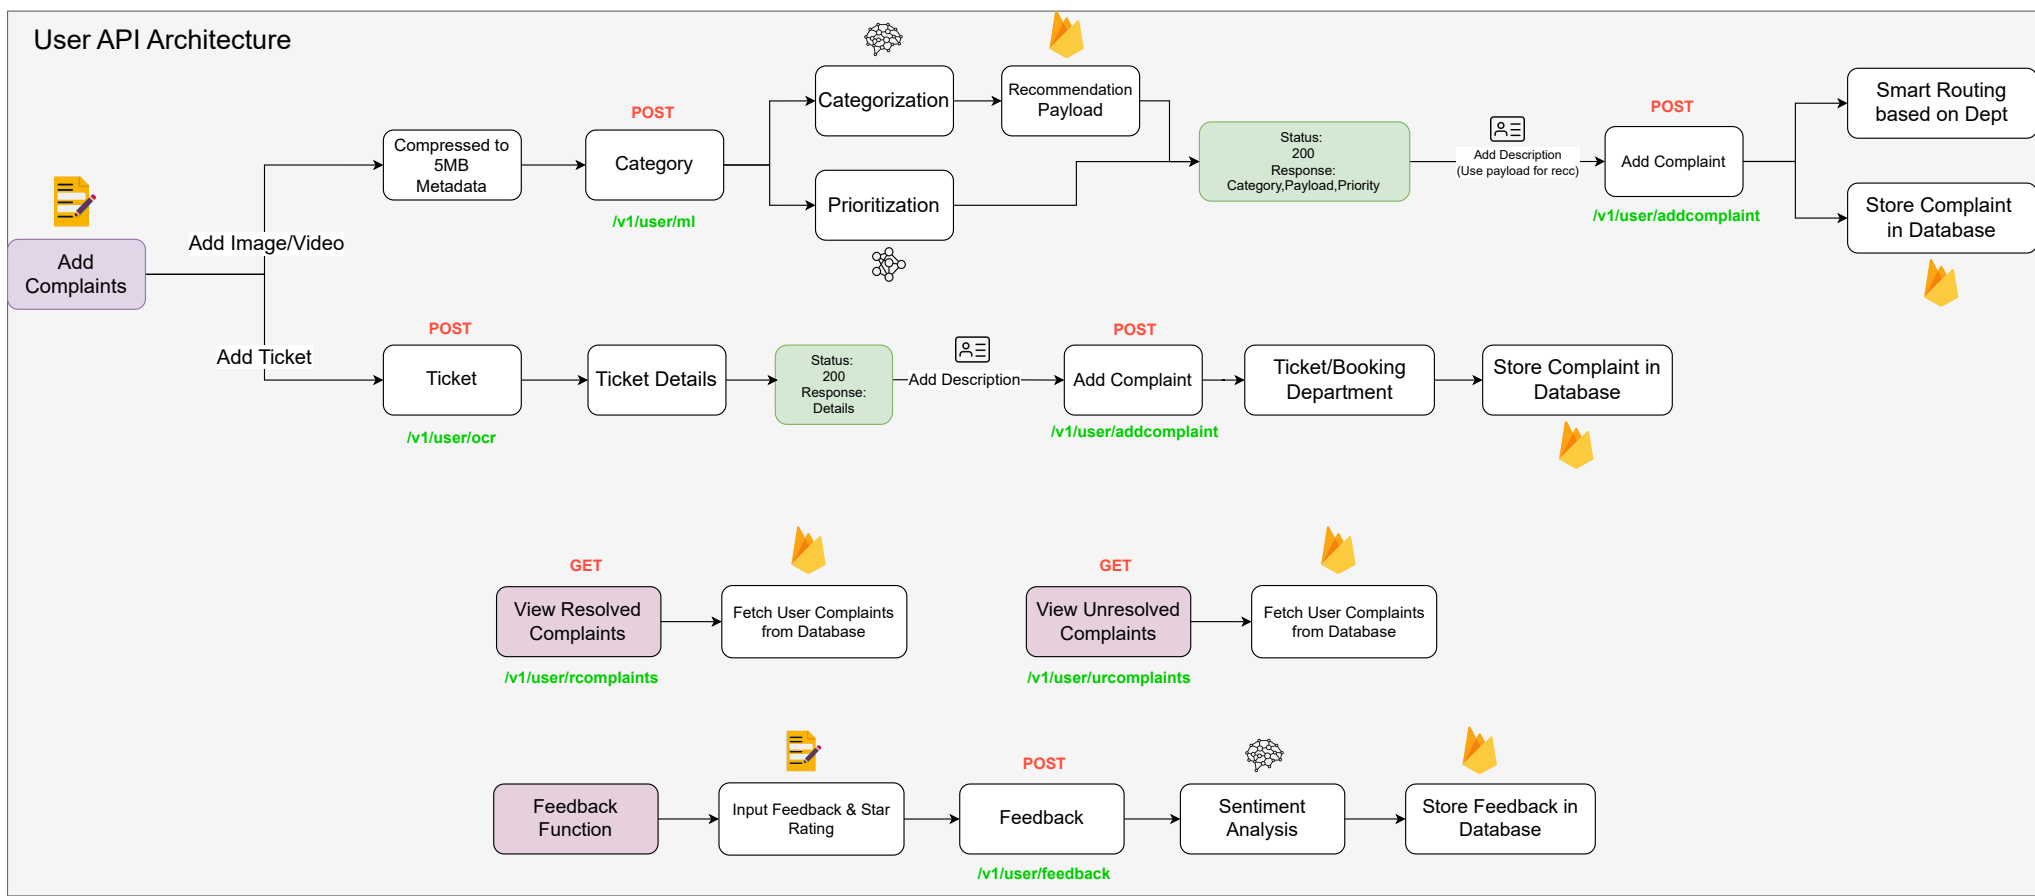 User API Architecture
POST
Categorization
Recommendation
Payload
Compressed to
5MB
Metadata
Category
/v1/user/ml
Prioritization
Status:
200
Response:
Category,Payload,Priority
Add Description
(Use payload for recc)
POST
Add Complaint
/v1/user/addcomplaint
Smart Routing
based on Dept
Store Complaint
in Database
Add Image/Video
Add
Complaints
Add Ticket
POST
Ticket
/v1/user/ocr
Ticket Details
Status:
200
Response:
Details
Add Description
POST
Add Complaint
/v1/user/addcomplaint
Ticket/Booking
Department
Store Complaint in
Database
GET
View Resolved
Complaints
/v1/user/rcomplaints
Fetch User Complaints
from Database
GET
View Unresolved
Complaints
/v1/user/urcomplaints
Fetch User Complaints
from Database
Feedback
Function
Input Feedback & Star
Rating
POST
Feedback
/v1/user/feedback
Sentiment
Analysis
Store Feedback in
Database